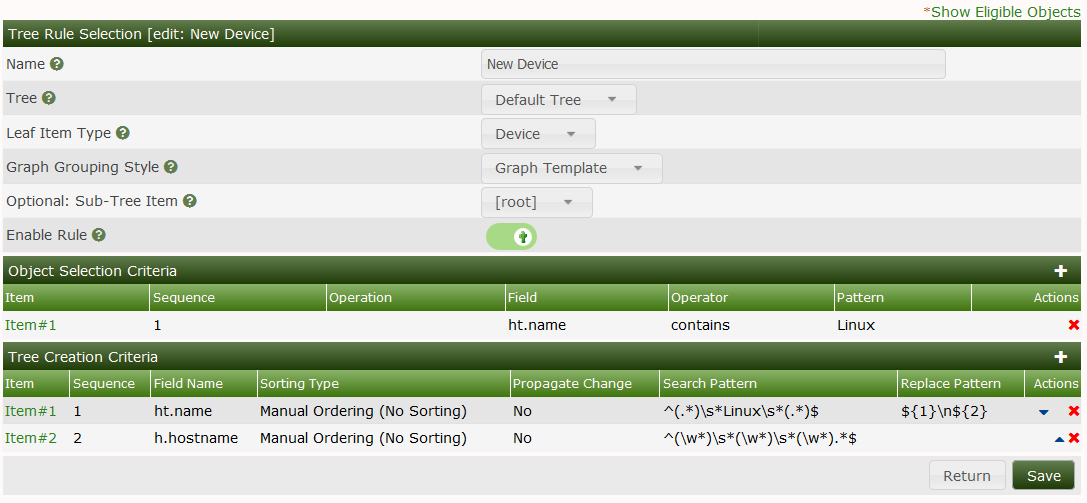 *Show Eligible Objects
Tree Rule Selection [edit: New Device]
Name New Device
Tree Default Tree
Leaf Item Type Device
Graph Grouping Style Graph Template
Optional: Sub-Tree Item [root]
Enable Rule
Object Selection Criteria
Item Sequence Operation Field Operator Pattern Actions
Item#1 1 ht.name contains Linux
Tree Creation Criteria
Item Sequence Field Name Sorting Type Propagate Change Search Pattern Replace Pattern Actions
Item#1 1 ht.name Manual Ordering (No Sorting) No ^(.*)\s*Linux\s*(.*)$ ${1}\n${2}
Item#2 2 h.hostname Manual Ordering (No Sorting) No ^(\w*)\s*(\w*)\s*(\w*).*$
Return Save